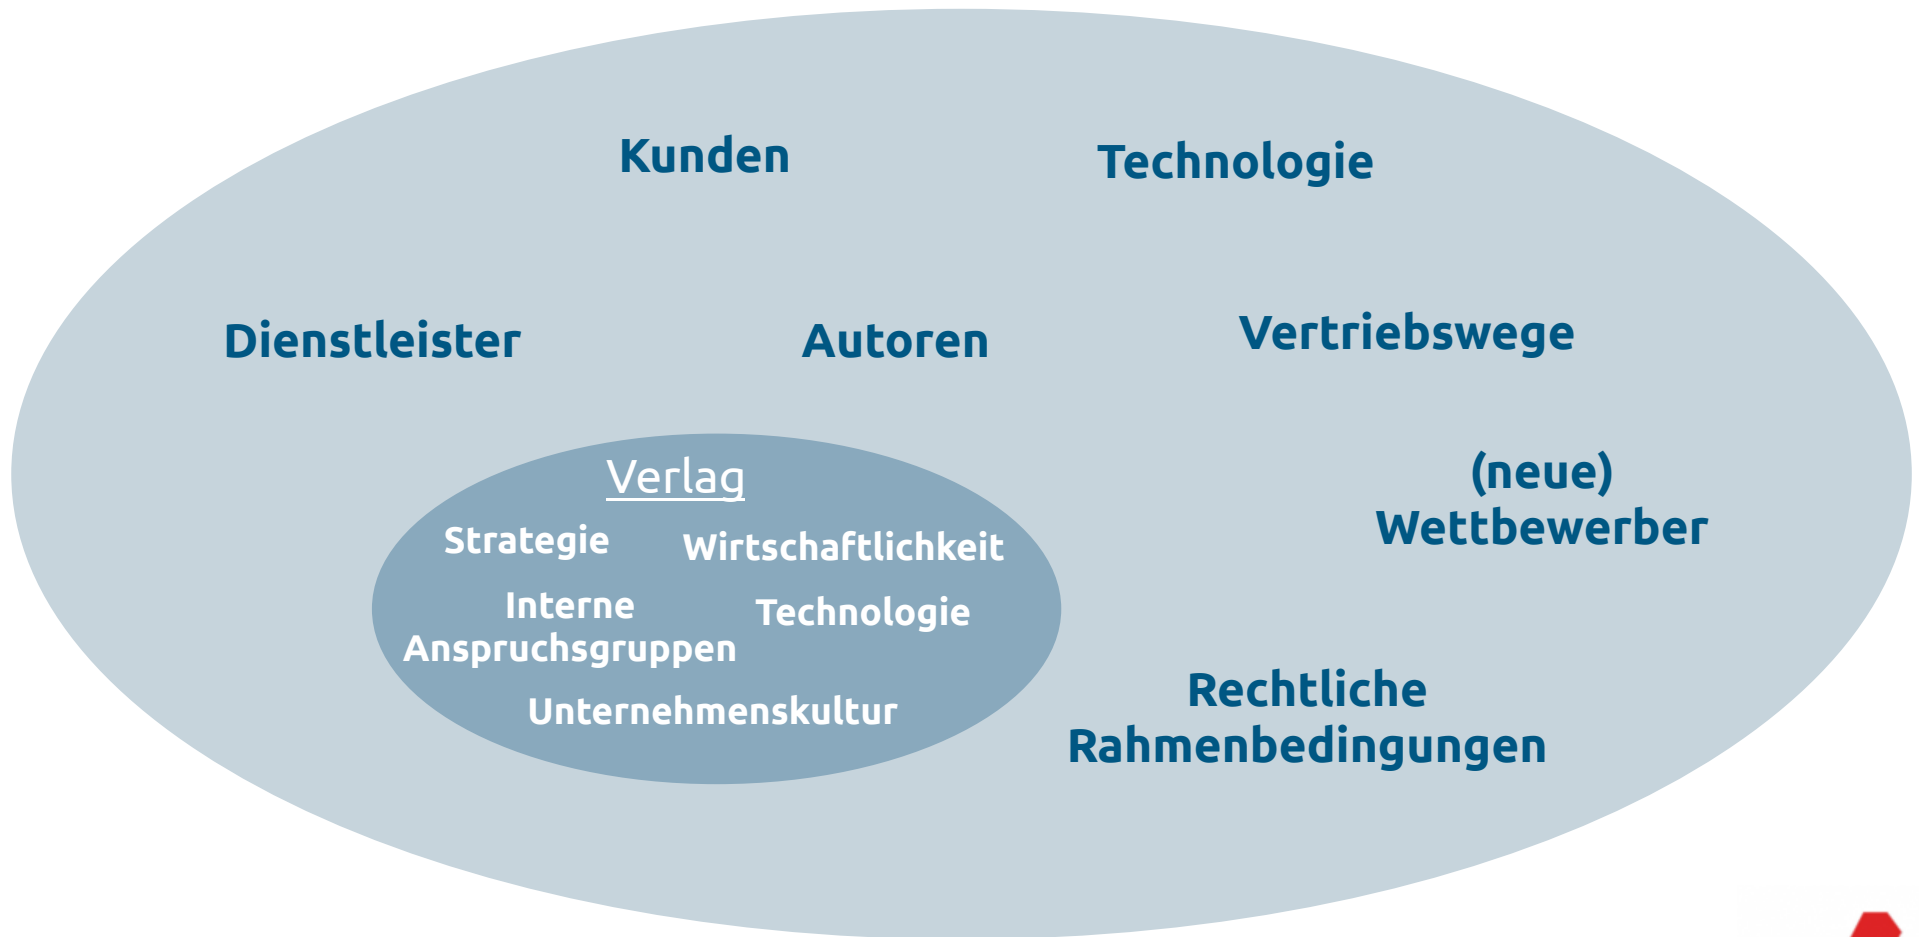 Kunden
Technologie
Dienstleister
Autoren
Vertriebswege
(neue)
Wettbewerber
Verlag
Strategie
Wirtschaftlichkeit
Interne
Anspruchsgruppen
Technologie
Unternehmenskultur
Rechtliche
Rahmenbedingungen